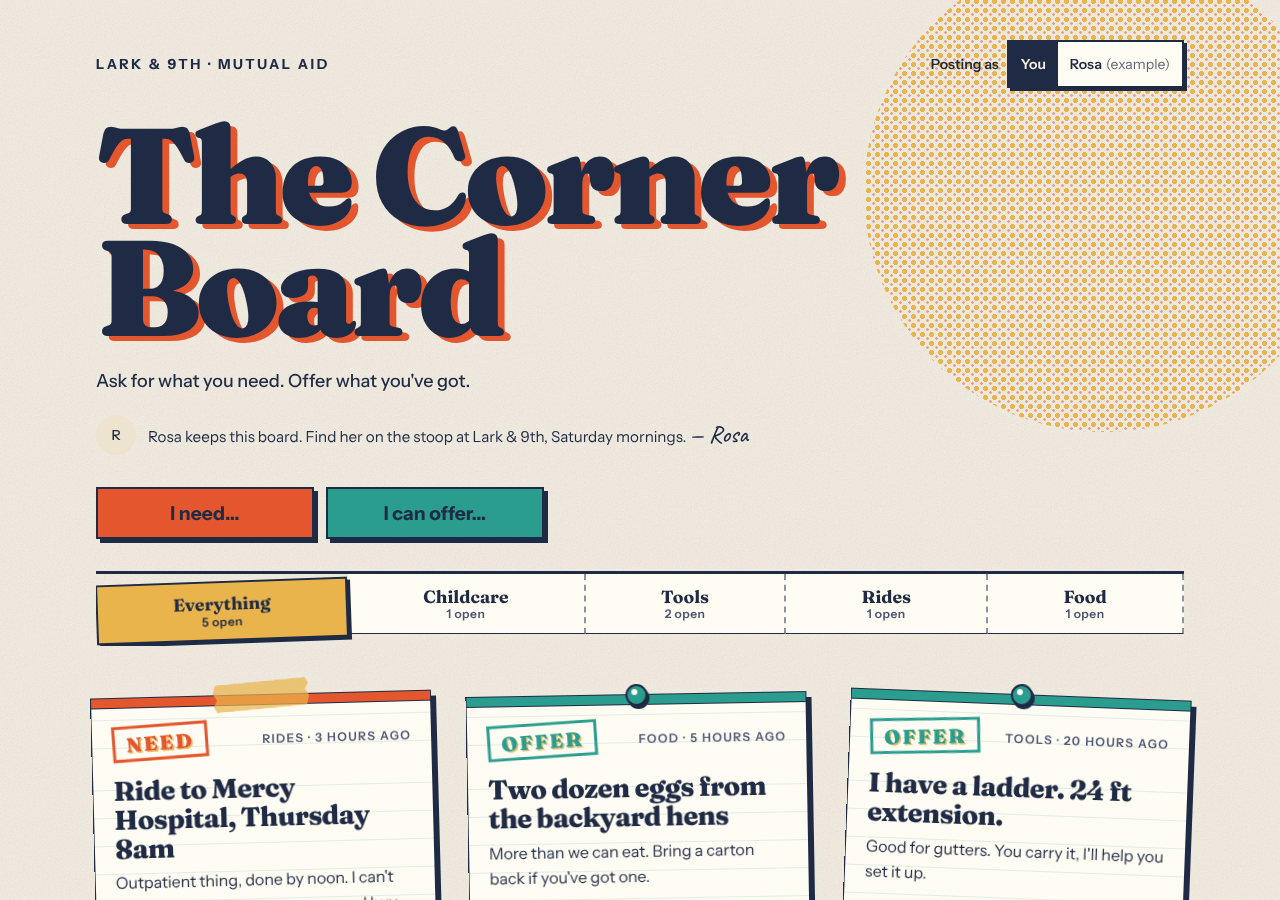 LARK & 9TH · MUTUAL AID
Posting as You Rosa (example)
The Corner
Board
Ask for what you need. Offer what you've got.
R Rosa keeps this board. Find her on the stoop at Lark & 9th, Saturday mornings. — Rosa
I need... I can offer...
Everything
5 open
Childcare
1 open
Tools
2 open
Rides
1 open
Food
1 open
NEED RIDES · 3 HOURS AGO
Ride to Mercy
Hospital, Thursday
8am
Outpatient thing, done by noon. I can't
OFFER FOOD · 5 HOURS AGO
Two dozen eggs from
the backyard hens
More than we can eat. Bring a carton
back if you've got one.
OFFER TOOLS · 20 HOURS AGO
I have a ladder. 24 ft
extension.
Good for gutters. You carry it, I'll help you
set it up.